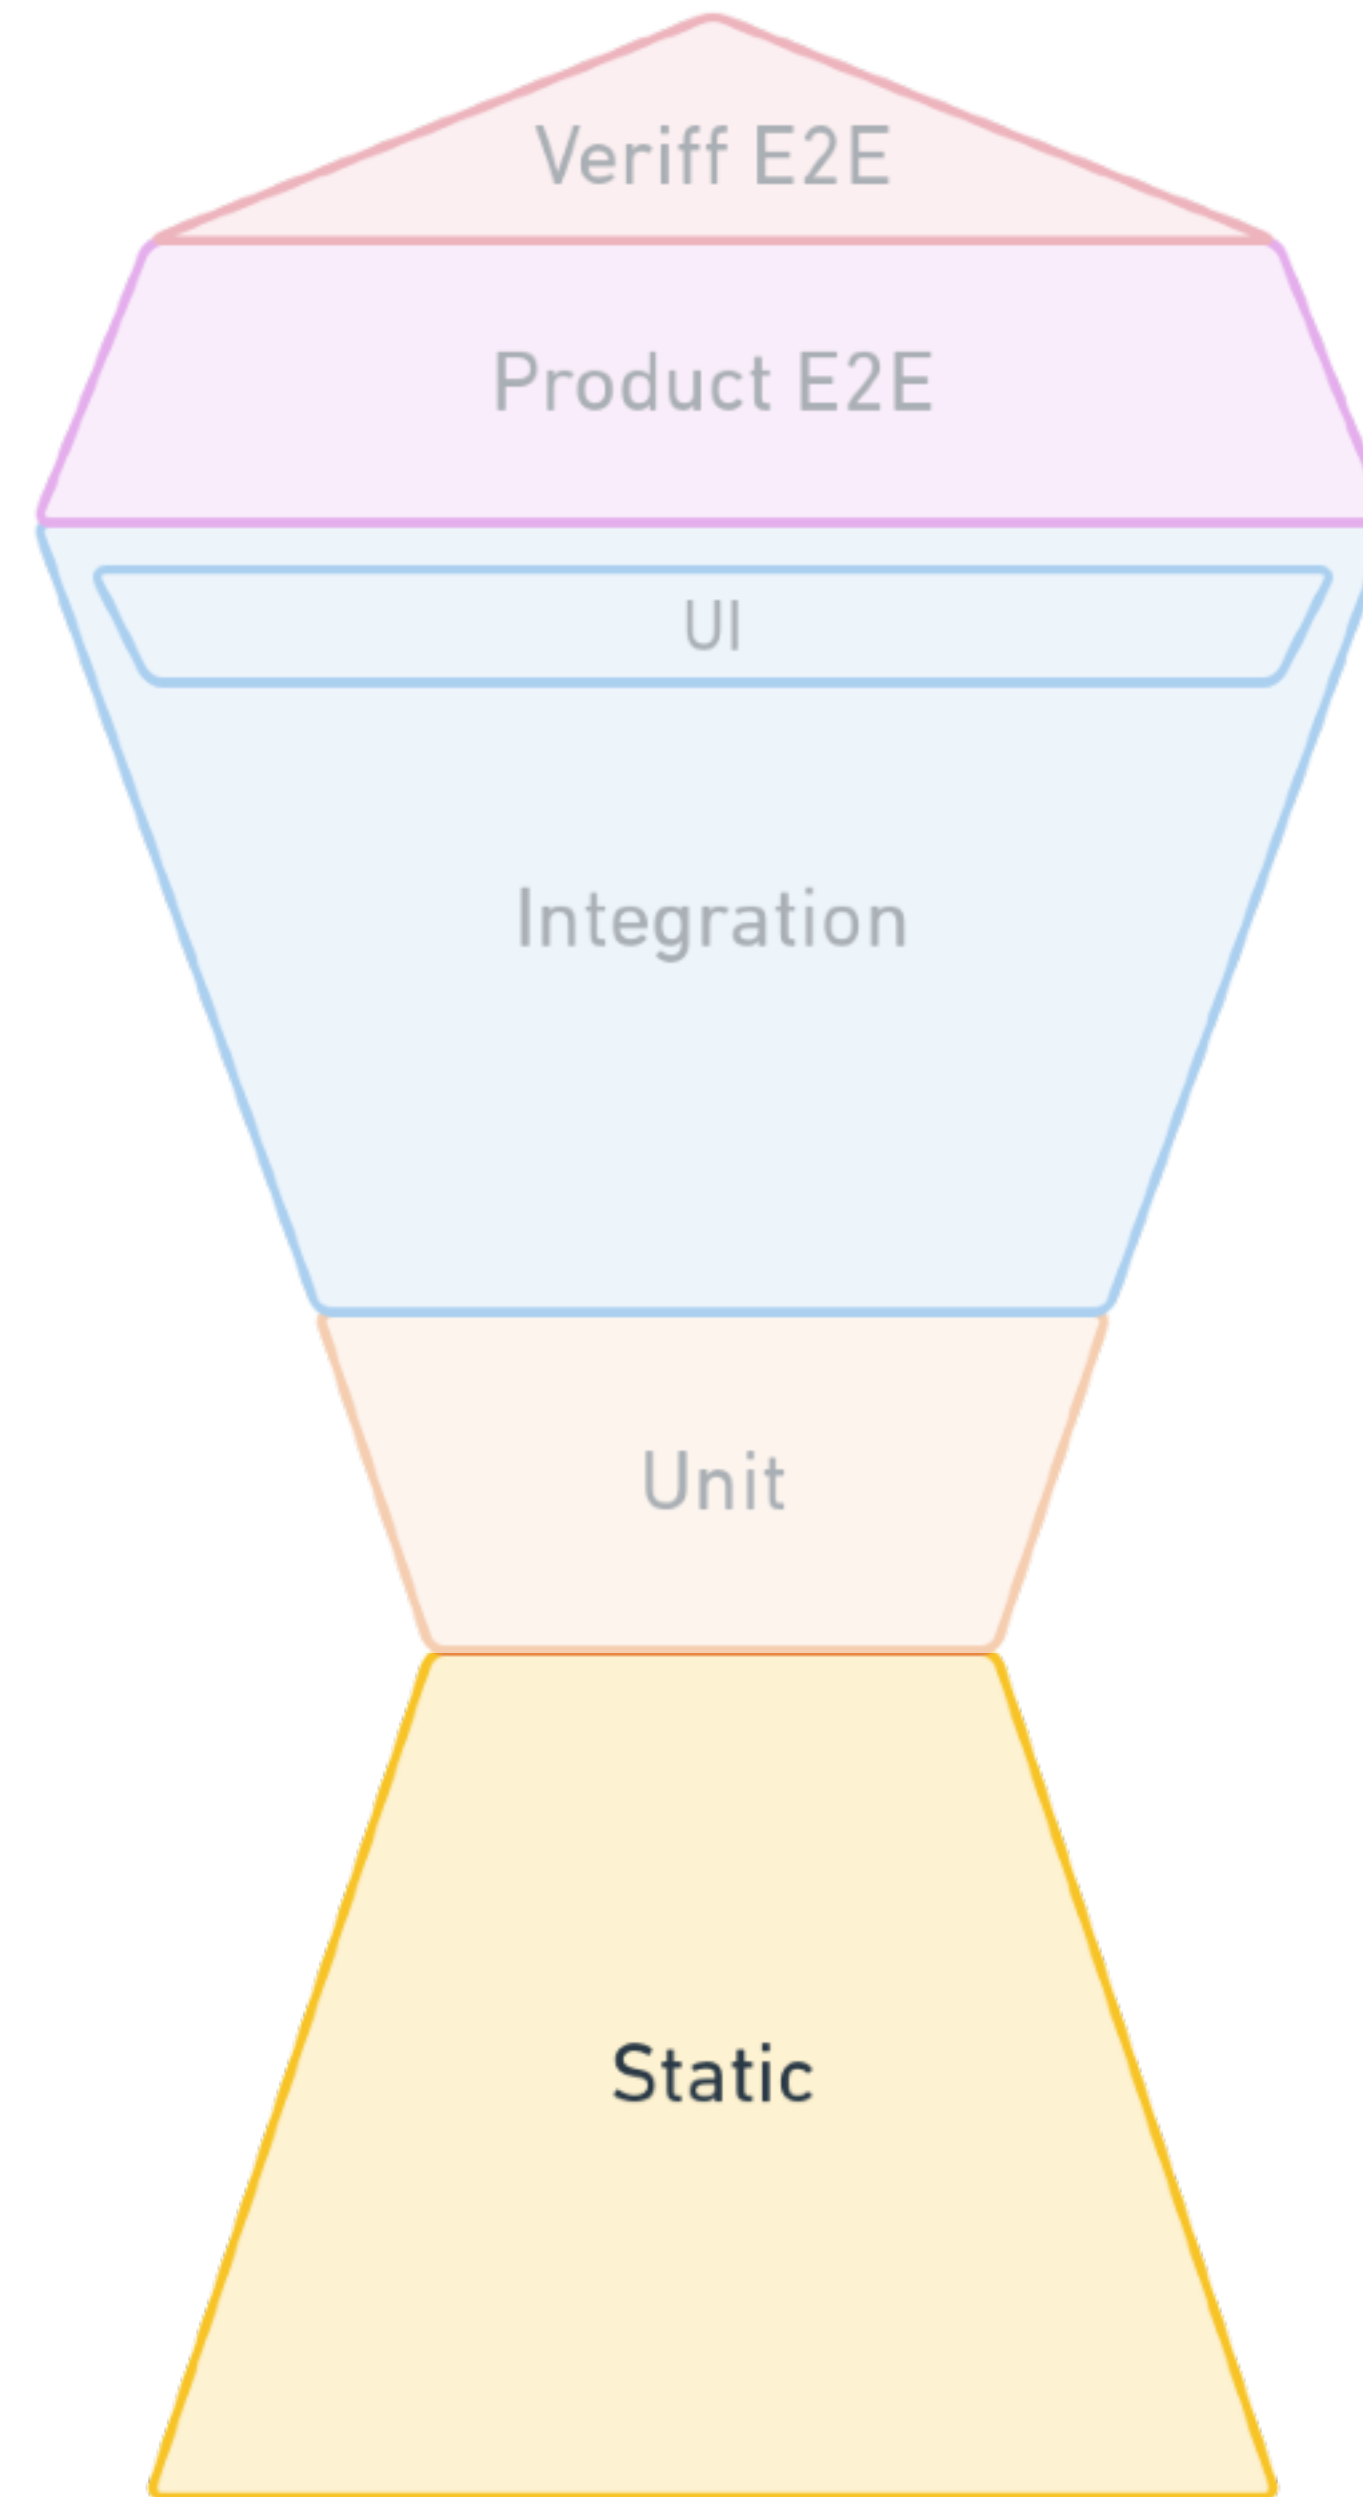 Veriff E2E
Product E2E
UI
Integration
Unit
Static